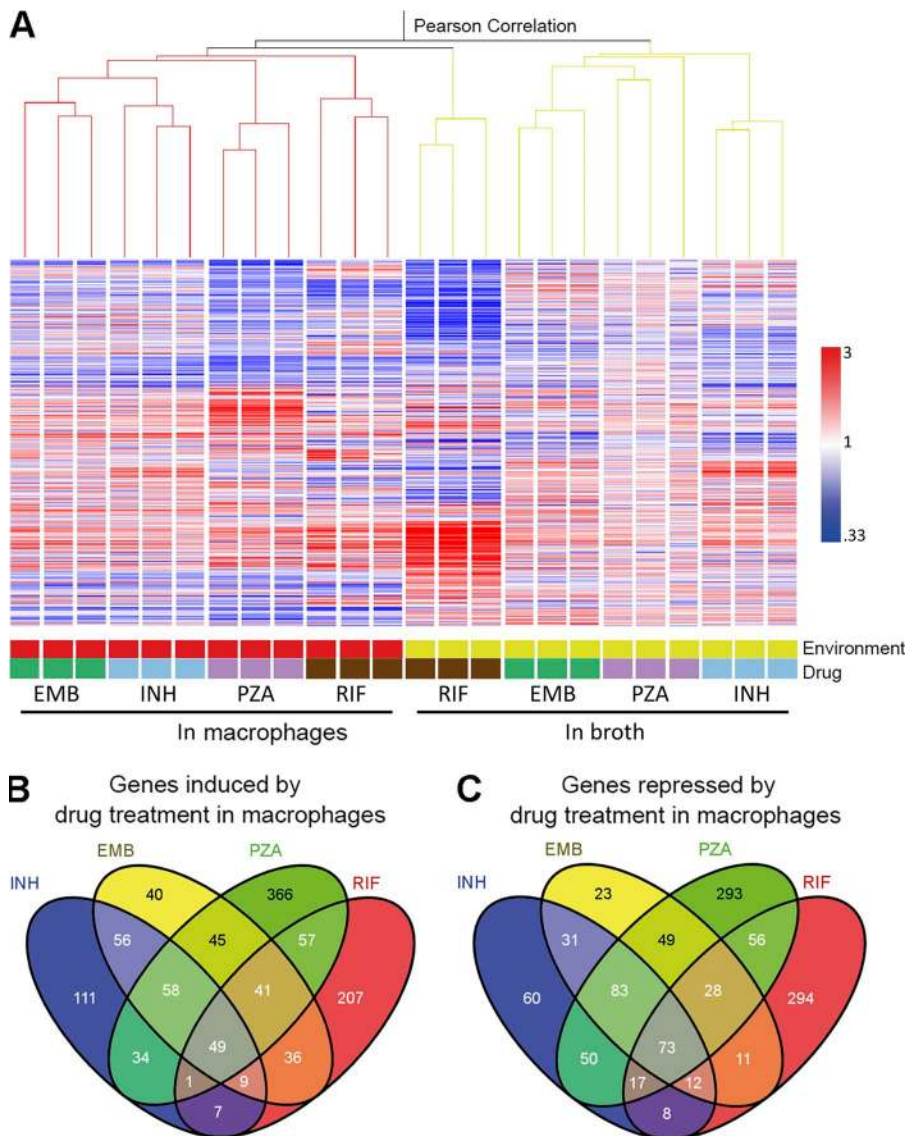 A
Pearson Correlation
3
1
.33
Environment
Drug
EMB INH PZA RIF RIF EMB PZA INH
In macrophages In broth
B Genes induced by
drug treatment in macrophages
EMB PZA
INH RIF
40 366
56 45 57
111 58 41 207
49
34 36
1 9
7
C Genes repressed by
drug treatment in macrophages
EMB PZA
INH RIF
23 293
31 49 56
60 83 28 294
73
50 11
17 12
8